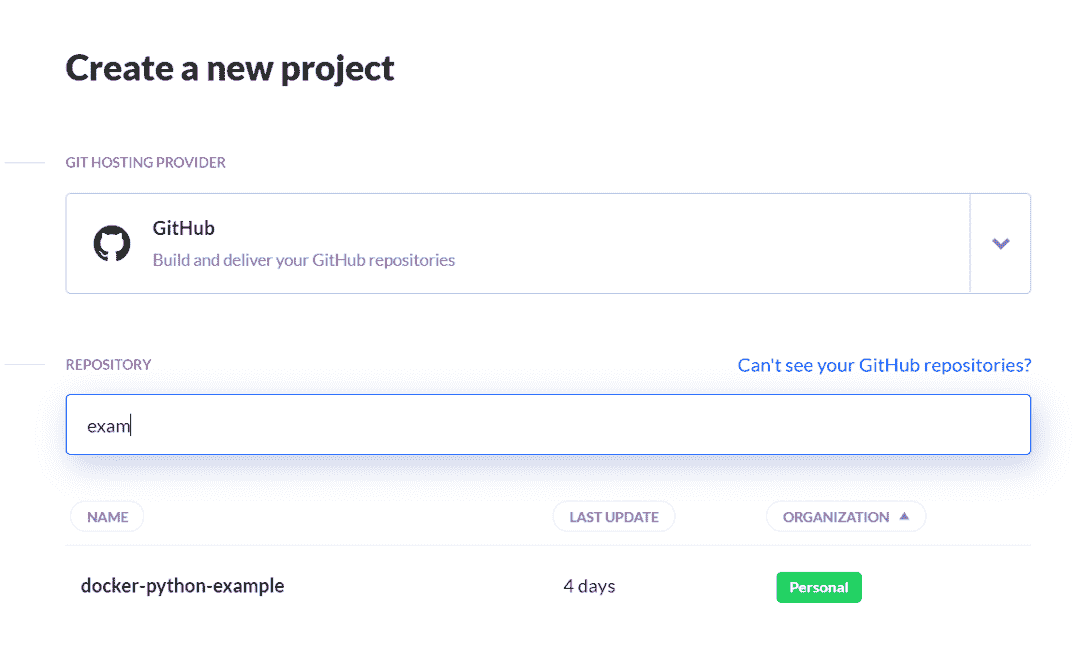 Create a new project
GIT HOSTING PROVIDER
GitHub
Build and deliver your GitHub repositories
REPOSITORY
Can't see your GitHub repositories?
exam
NAME
LAST UPDATE
ORGANIZATION
docker-python-example
4 days
Personal